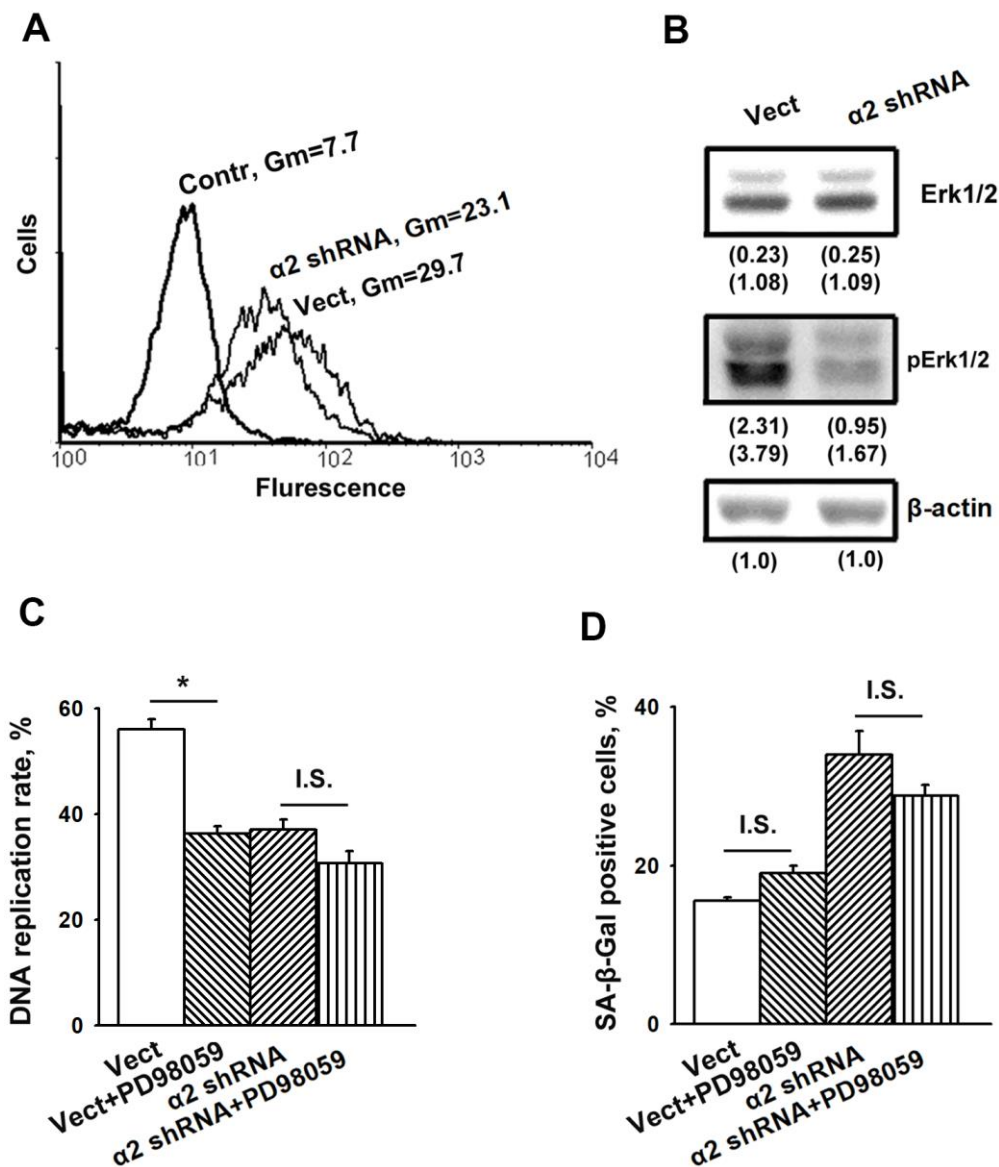 A
Cells
Contr, Gm=7.7
α2 shRNA, Gm=23.1
Vect, Gm=29.7
100 101 102 103 104
Flurescence
B
Vect α2 shRNA
Erk1/2
(0.23) (0.25)
(1.08) (1.09)
pErk1/2
(2.31) (0.95)
(3.79) (1.67)
β-actin
(1.0) (1.0)
C
DNA replication rate, %
60
40
20
0
*
I.S.
Vect
Vect+PD98059
α2 shRNA
α2 shRNA+PD98059
D
SA-β-Gal positive cells, %
40
20
0
I.S.
I.S.
Vect
Vect+PD98059
α2 shRNA
α2 shRNA+PD98059